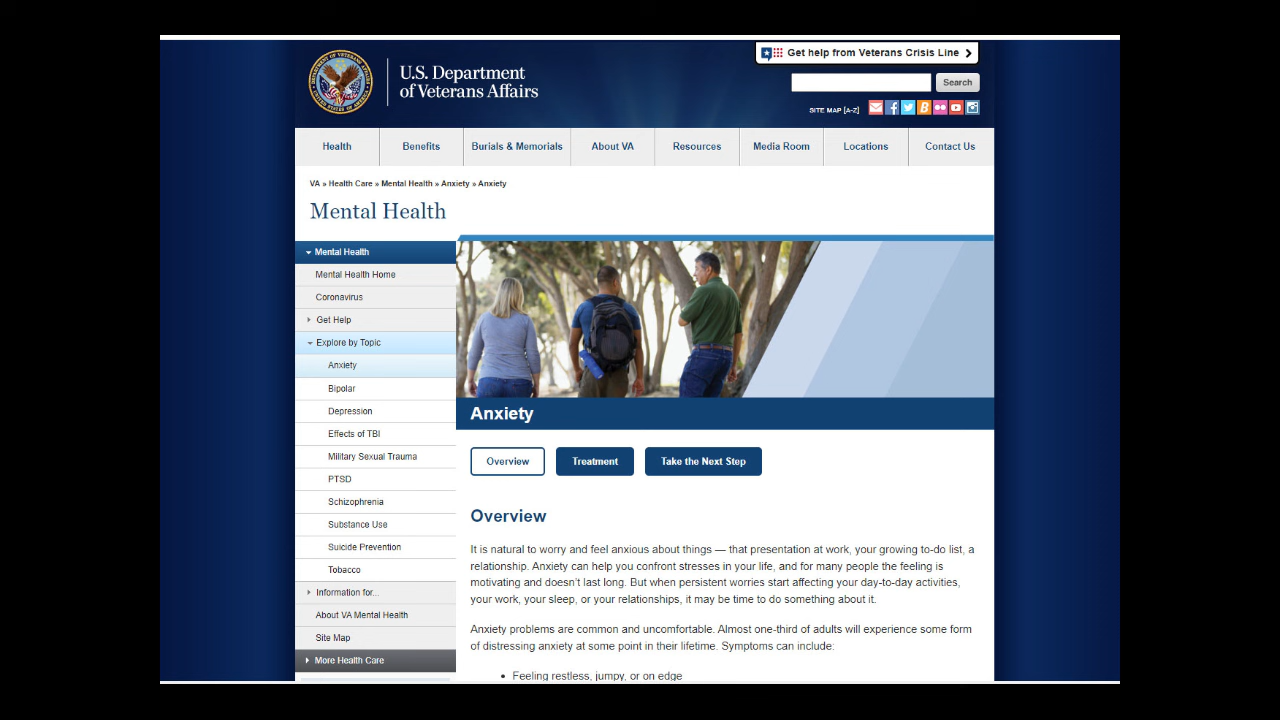 Get help from Veterans Crisis Line
U.S. Department
of Veterans Affairs
Search
SITE MAP [A-Z]
Health
Benefits
Burials & Memorials
About VA
Resources
Media Room
Locations
Contact Us
VA » Health Care » Mental Health » Anxiety » Anxiety
Mental Health
Mental Health
Mental Health Home
Coronavirus
Get Help
Explore by Topic
Anxiety
Bipolar
Depression
Effects of TBI
Military Sexual Trauma
PTSD
Schizophrenia
Substance Use
Suicide Prevention
Tobacco
Information for...
About VA Mental Health
Site Map
More Health Care
Anxiety
Overview
Treatment
Take the Next Step
Overview
It is natural to worry and feel anxious about things — that presentation at work, your growing to-do list, a
relationship. Anxiety can help you confront stresses in your life, and for many people the feeling is
motivating and doesn't last long. But when persistent worries start affecting your day-to-day activities,
your work, your sleep, or your relationships, it may be time to do something about it.
Anxiety problems are common and uncomfortable. Almost one-third of adults will experience some form
of distressing anxiety at some point in their lifetime. Symptoms can include:
• Feeling restless, jumpy, or on edge